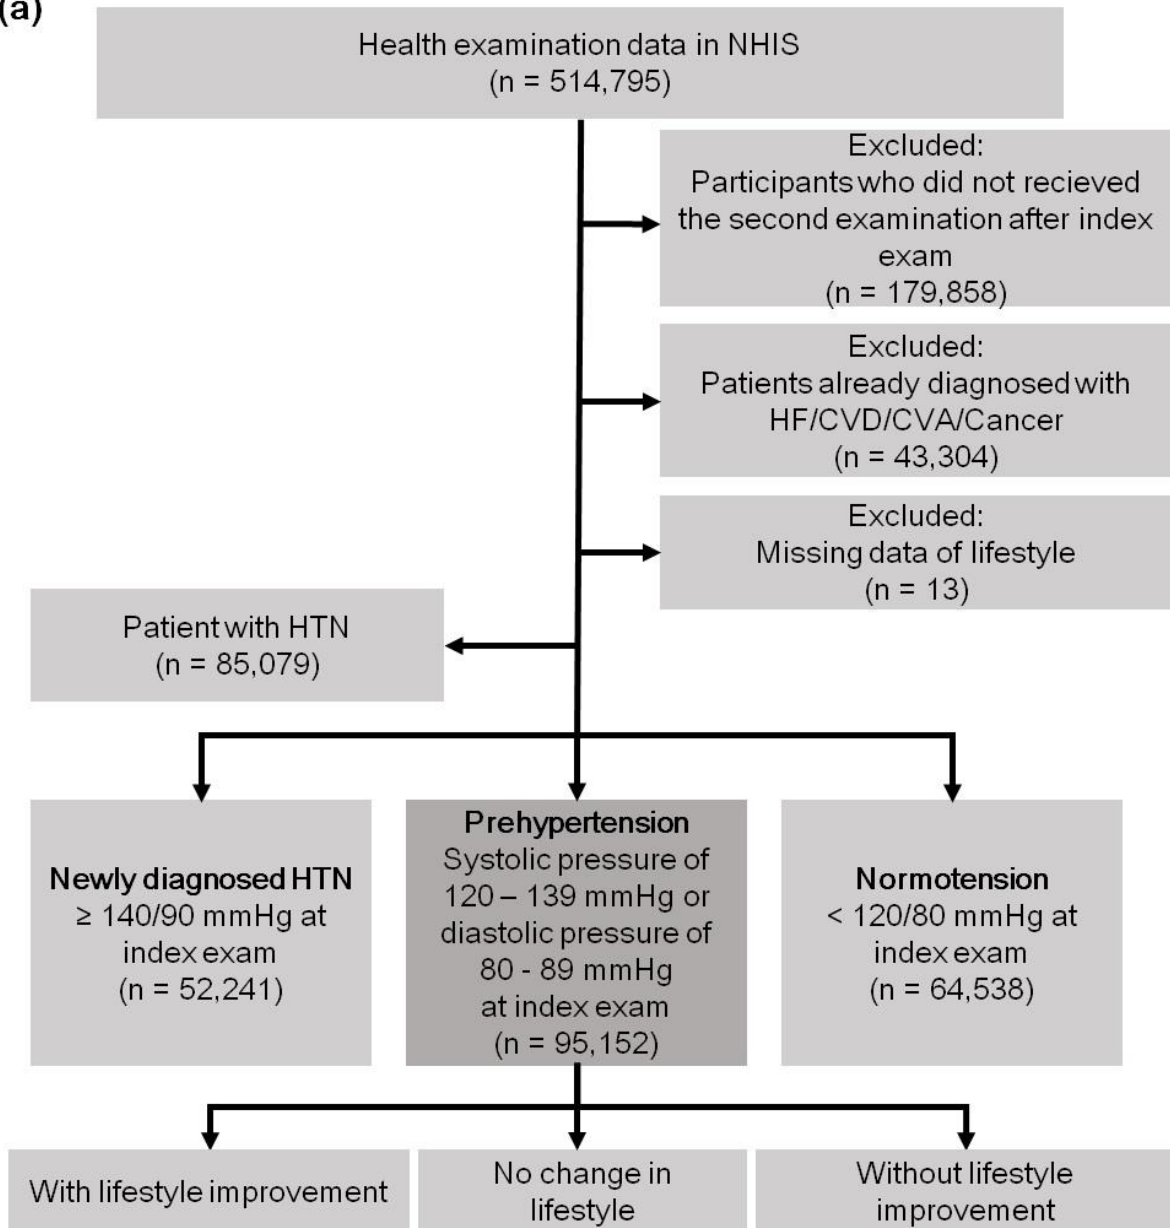 (a)
Health examination data in NHIS
(n = 514,795)
Excluded:
Participants who did not recieved
the second examination after index
exam
(n = 179,858)
Excluded:
Patients already diagnosed with
HF/CVD/CVA/Cancer
(n = 43,304)
Excluded:
Missing data of lifestyle
(n = 13)
Patient with HTN
(n = 85,079)
Newly diagnosed HTN
≥ 140/90 mmHg at
index exam
(n = 52,241)
Prehypertension
Systolic pressure of
120 – 139 mmHg or
diastolic pressure of
80 - 89 mmHg
at index exam
(n = 95,152)
Normotension
< 120/80 mmHg at
index exam
(n = 64,538)
With lifestyle improvement
No change in
lifestyle
Without lifestyle
improvement